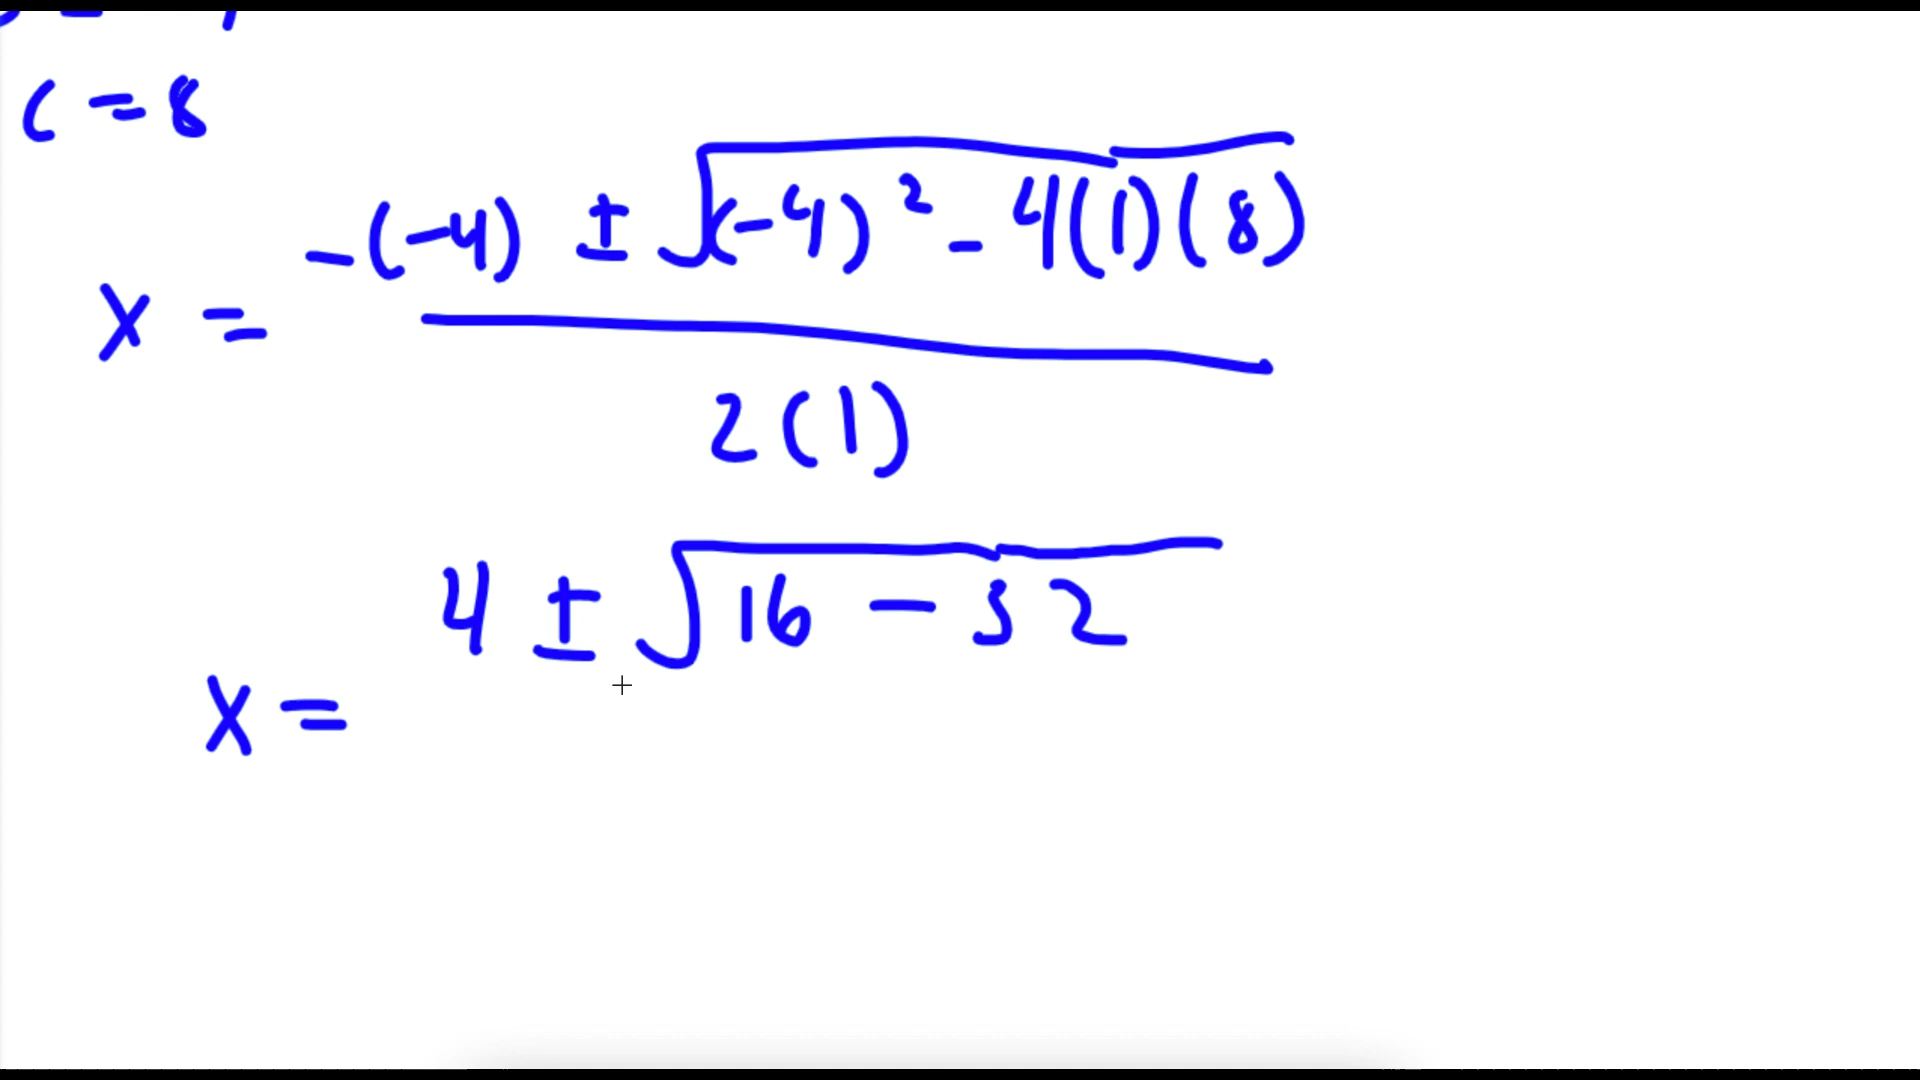 c = 8
x = -(-4) ± √(-4)² - 4(1)(8)
2(1)
4 ± √16 - 32
x =